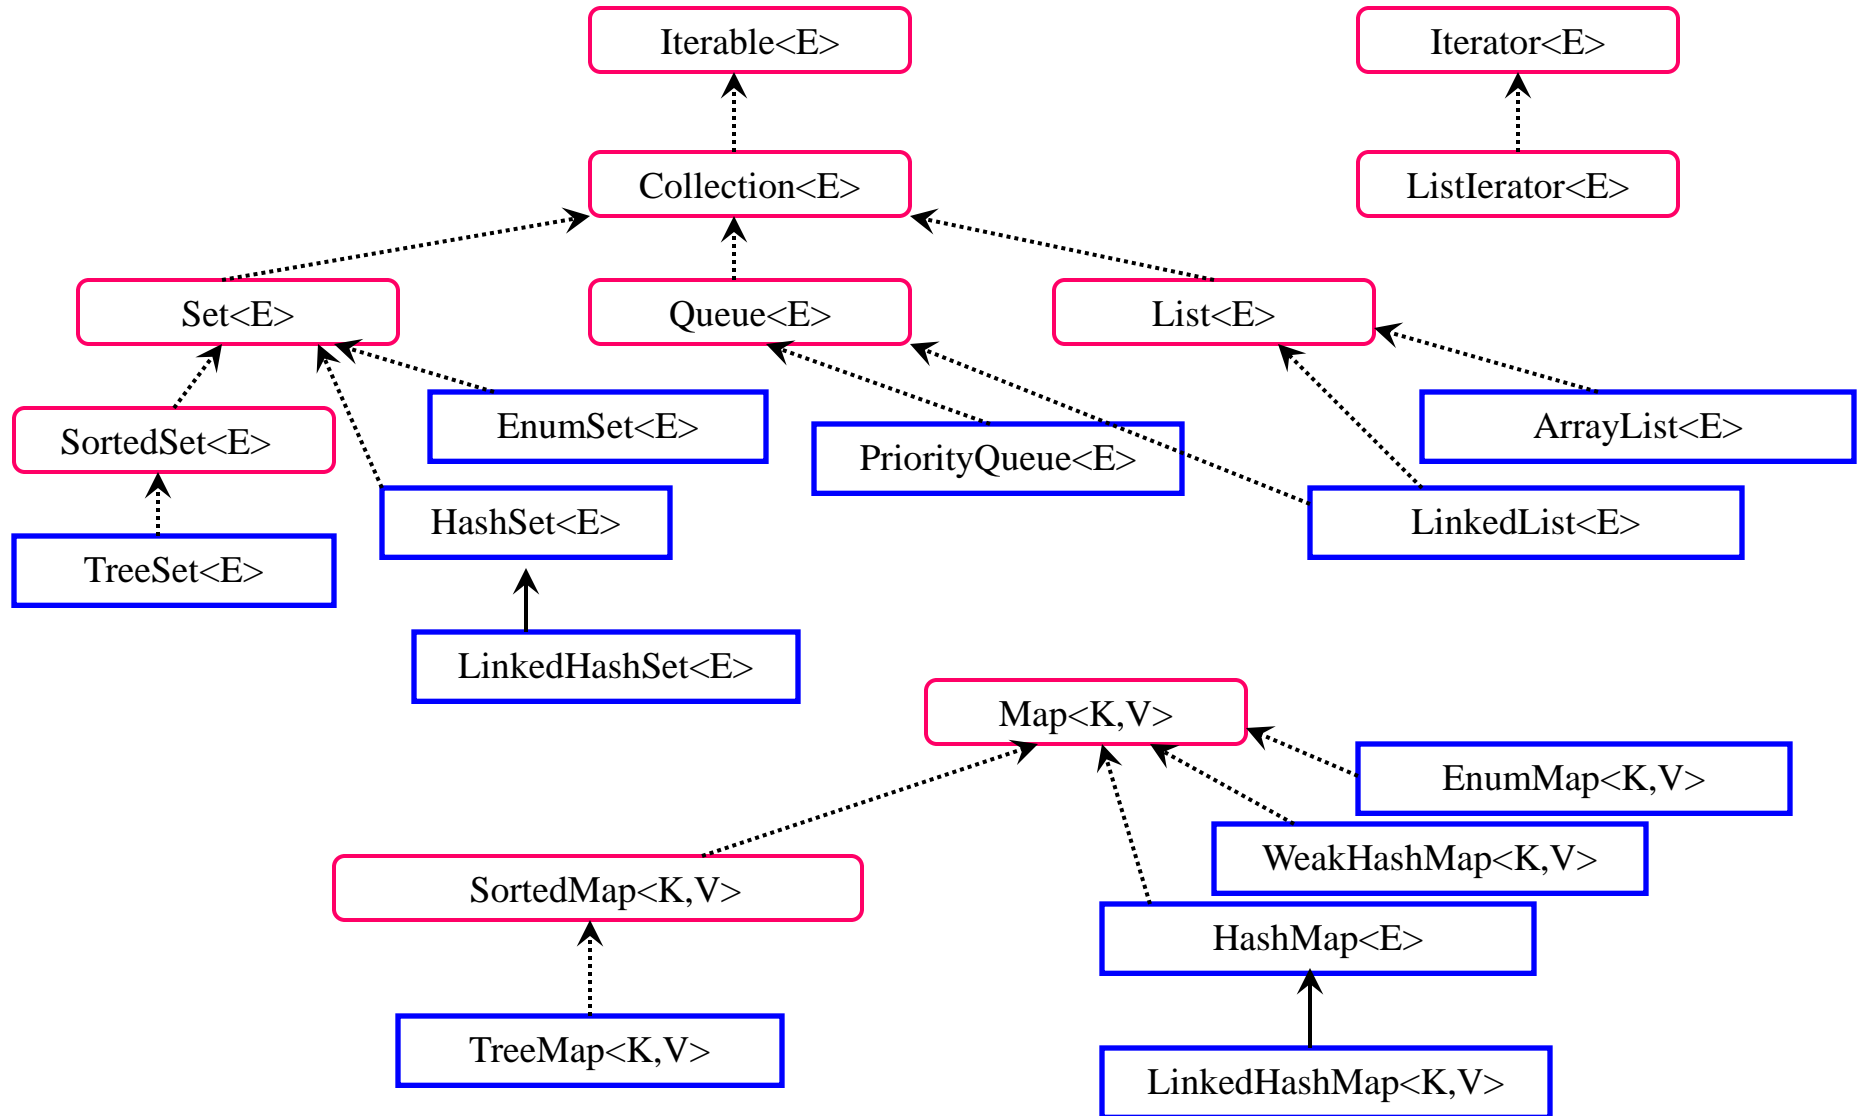 Iterable<E>
Iterator<E>
Collection<E>
ListIerator<E>
Set<E>
Queue<E>
List<E>
SortedSet<E>
EnumSet<E>
PriorityQueue<E>
ArrayList<E>
HashSet<E>
LinkedList<E>
TreeSet<E>
LinkedHashSet<E>
Map<K,V>
EnumMap<K,V>
WeakHashMap<K,V>
SortedMap<K,V>
HashMap<E>
TreeMap<K,V>
LinkedHashMap<K,V>